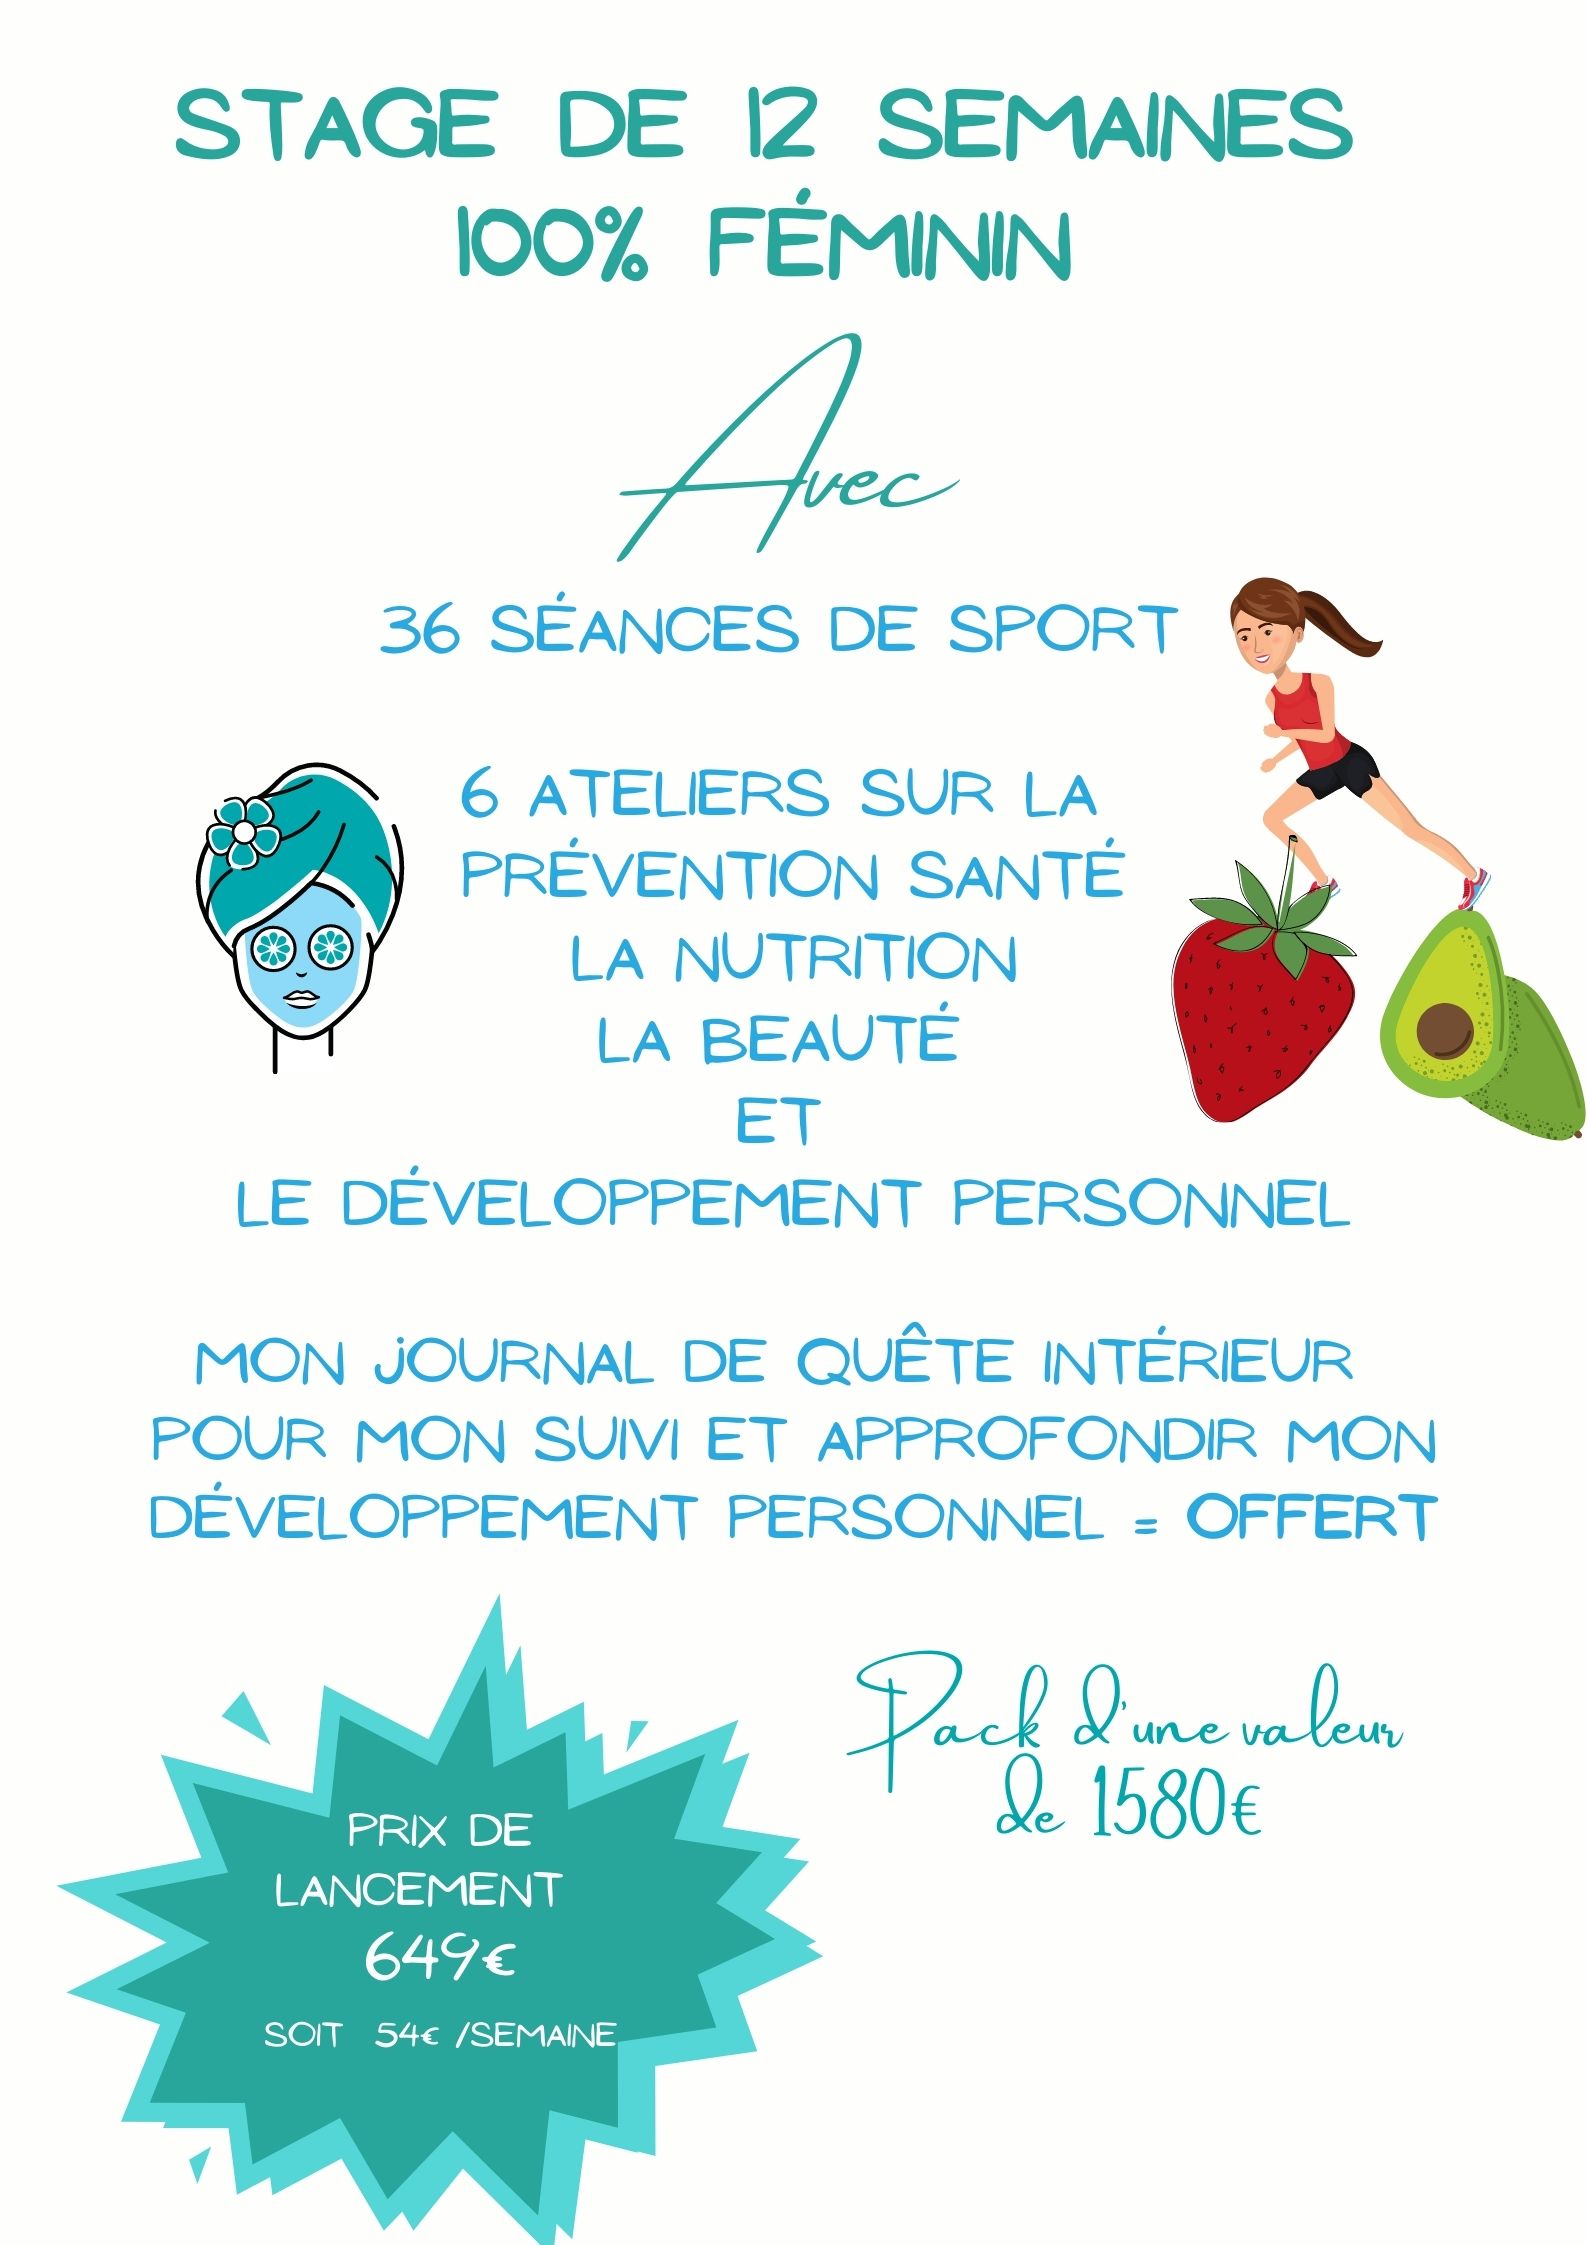 STAGE DE 12 SEMAINES
100% FÉMININ
Avec
36 SÉANCES DE SPORT
6 ATELIERS SUR LA
PRÉVENTION SANTÉ
LA NUTRITION
LA BEAUTÉ
ET
LE DÉVELOPPEMENT PERSONNEL
MON JOURNAL DE QUÊTE INTÉRIEUR
POUR MON SUIVI ET APPROFONDIR MON
DÉVELOPPEMENT PERSONNEL = OFFERT
Pack d'une valeur
de 1580€
PRIX DE
LANCEMENT
649€
SOIT 54€ /SEMAINE